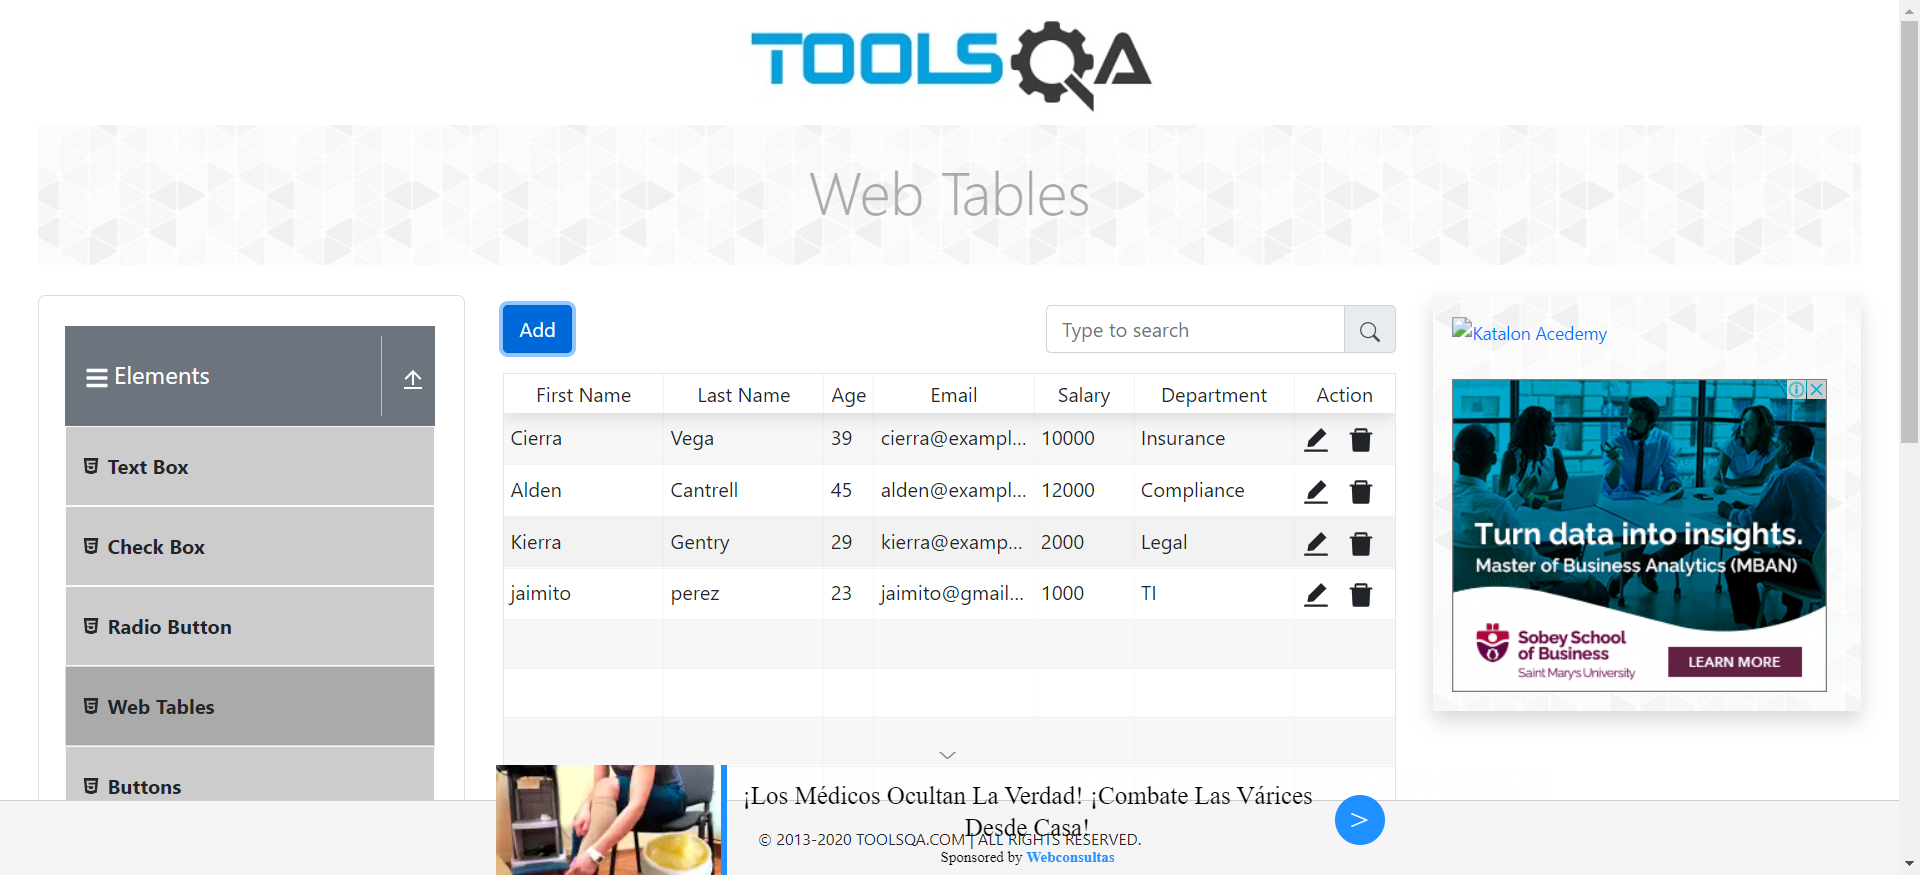 TOOLSQA
Web Tables
Elements
Text Box
Check Box
Radio Button
Web Tables
Buttons
Add
Type to search
First Name Last Name Age Email Salary Department Action
Cierra Vega 39 cierra@exampl... 10000 Insurance
Alden Cantrell 45 alden@exampl... 12000 Compliance
Kierra Gentry 29 kierra@examp... 2000 Legal
jaimito perez 23 jaimito@gmail... 1000 TI
Katalon Acedemy
Turn data into insights.
Master of Business Analytics (MBAN)
Sobey School
of Business
Saint Mary's University
LEARN MORE
¡Los Médicos Ocultan La Verdad! ¡Combate Las Várices
Desde Casa!
© 2013-2020 TOOLSQA.COM | ALL RIGHTS RESERVED.
Sponsored by Webconsultas